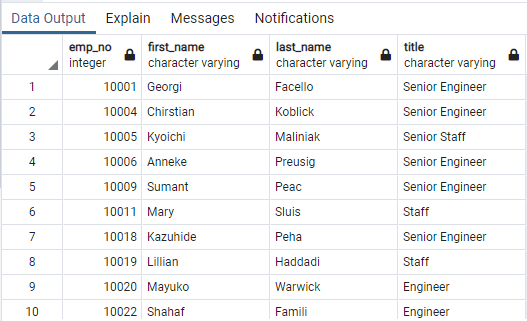 Data Output Explain Messages Notifications
emp_no first_name last_name title
integer character varying character varying character varying
1 10001 Georgi Facello Senior Engineer
2 10004 Chirstian Koblick Senior Engineer
3 10005 Kyoichi Maliniak Senior Staff
4 10006 Anneke Preusig Senior Engineer
5 10009 Sumant Peac Senior Engineer
6 10011 Mary Sluis Staff
7 10018 Kazuhide Peha Senior Engineer
8 10019 Lillian Haddadi Staff
9 10020 Mayuko Warwick Engineer
10 10022 Shahaf Famili Engineer